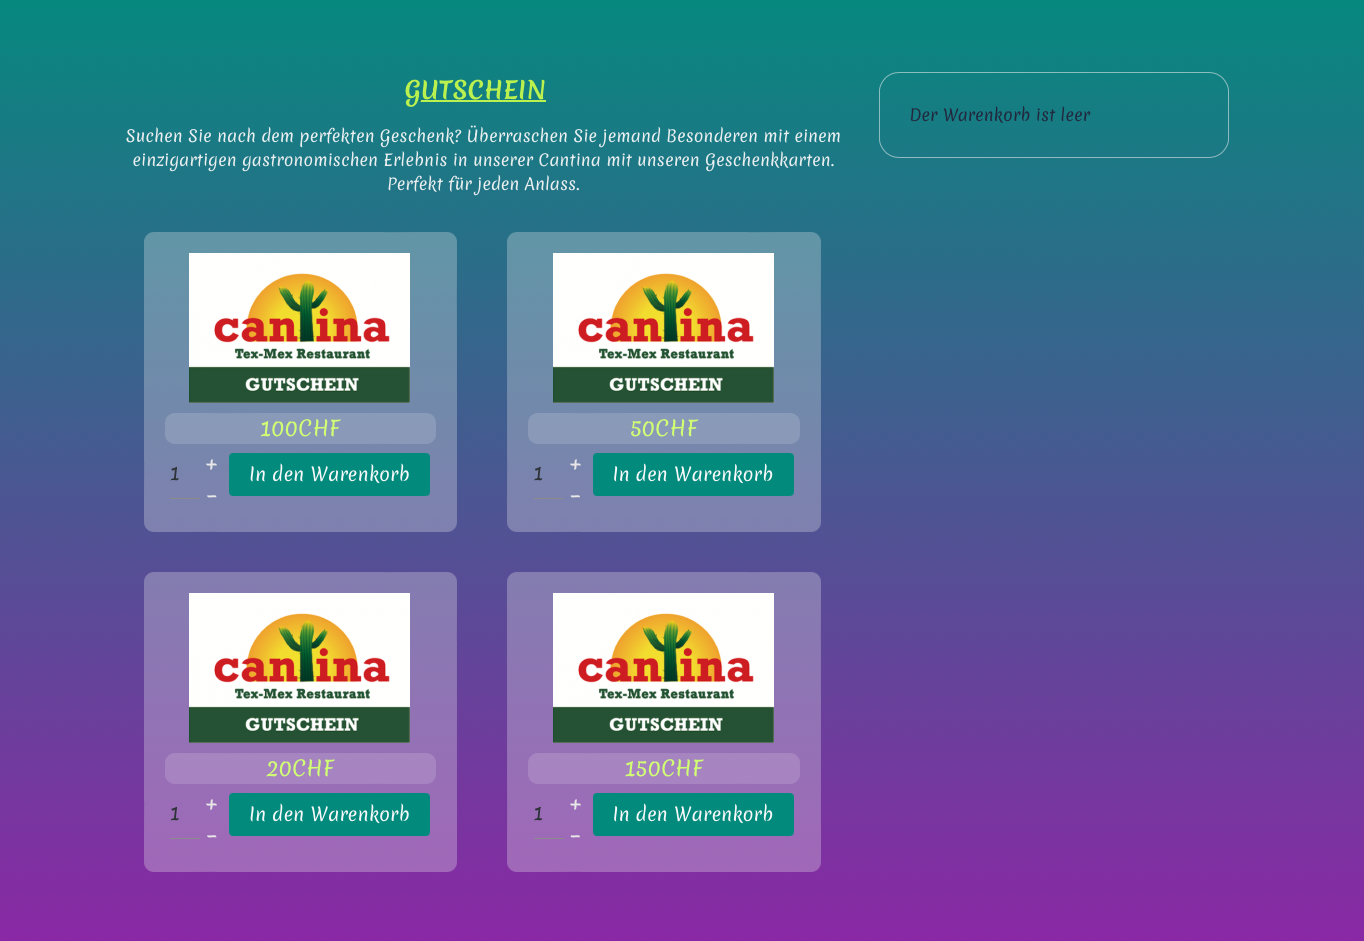 GUTSCHEIN
Suchen Sie nach dem perfekten Geschenk? Überraschen Sie jemand Besonderen mit einem
einzigartigen gastronomischen Erlebnis in unserer Cantina mit unseren Geschenkkarten.
Perfekt für jeden Anlass.
Der Warenkorb ist leer
cantina
Tex-Mex Restaurant
GUTSCHEIN
100CHF
1 + −
In den Warenkorb
cantina
Tex-Mex Restaurant
GUTSCHEIN
50CHF
1 + −
In den Warenkorb
cantina
Tex-Mex Restaurant
GUTSCHEIN
20CHF
1 + −
In den Warenkorb
cantina
Tex-Mex Restaurant
GUTSCHEIN
150CHF
1 + −
In den Warenkorb